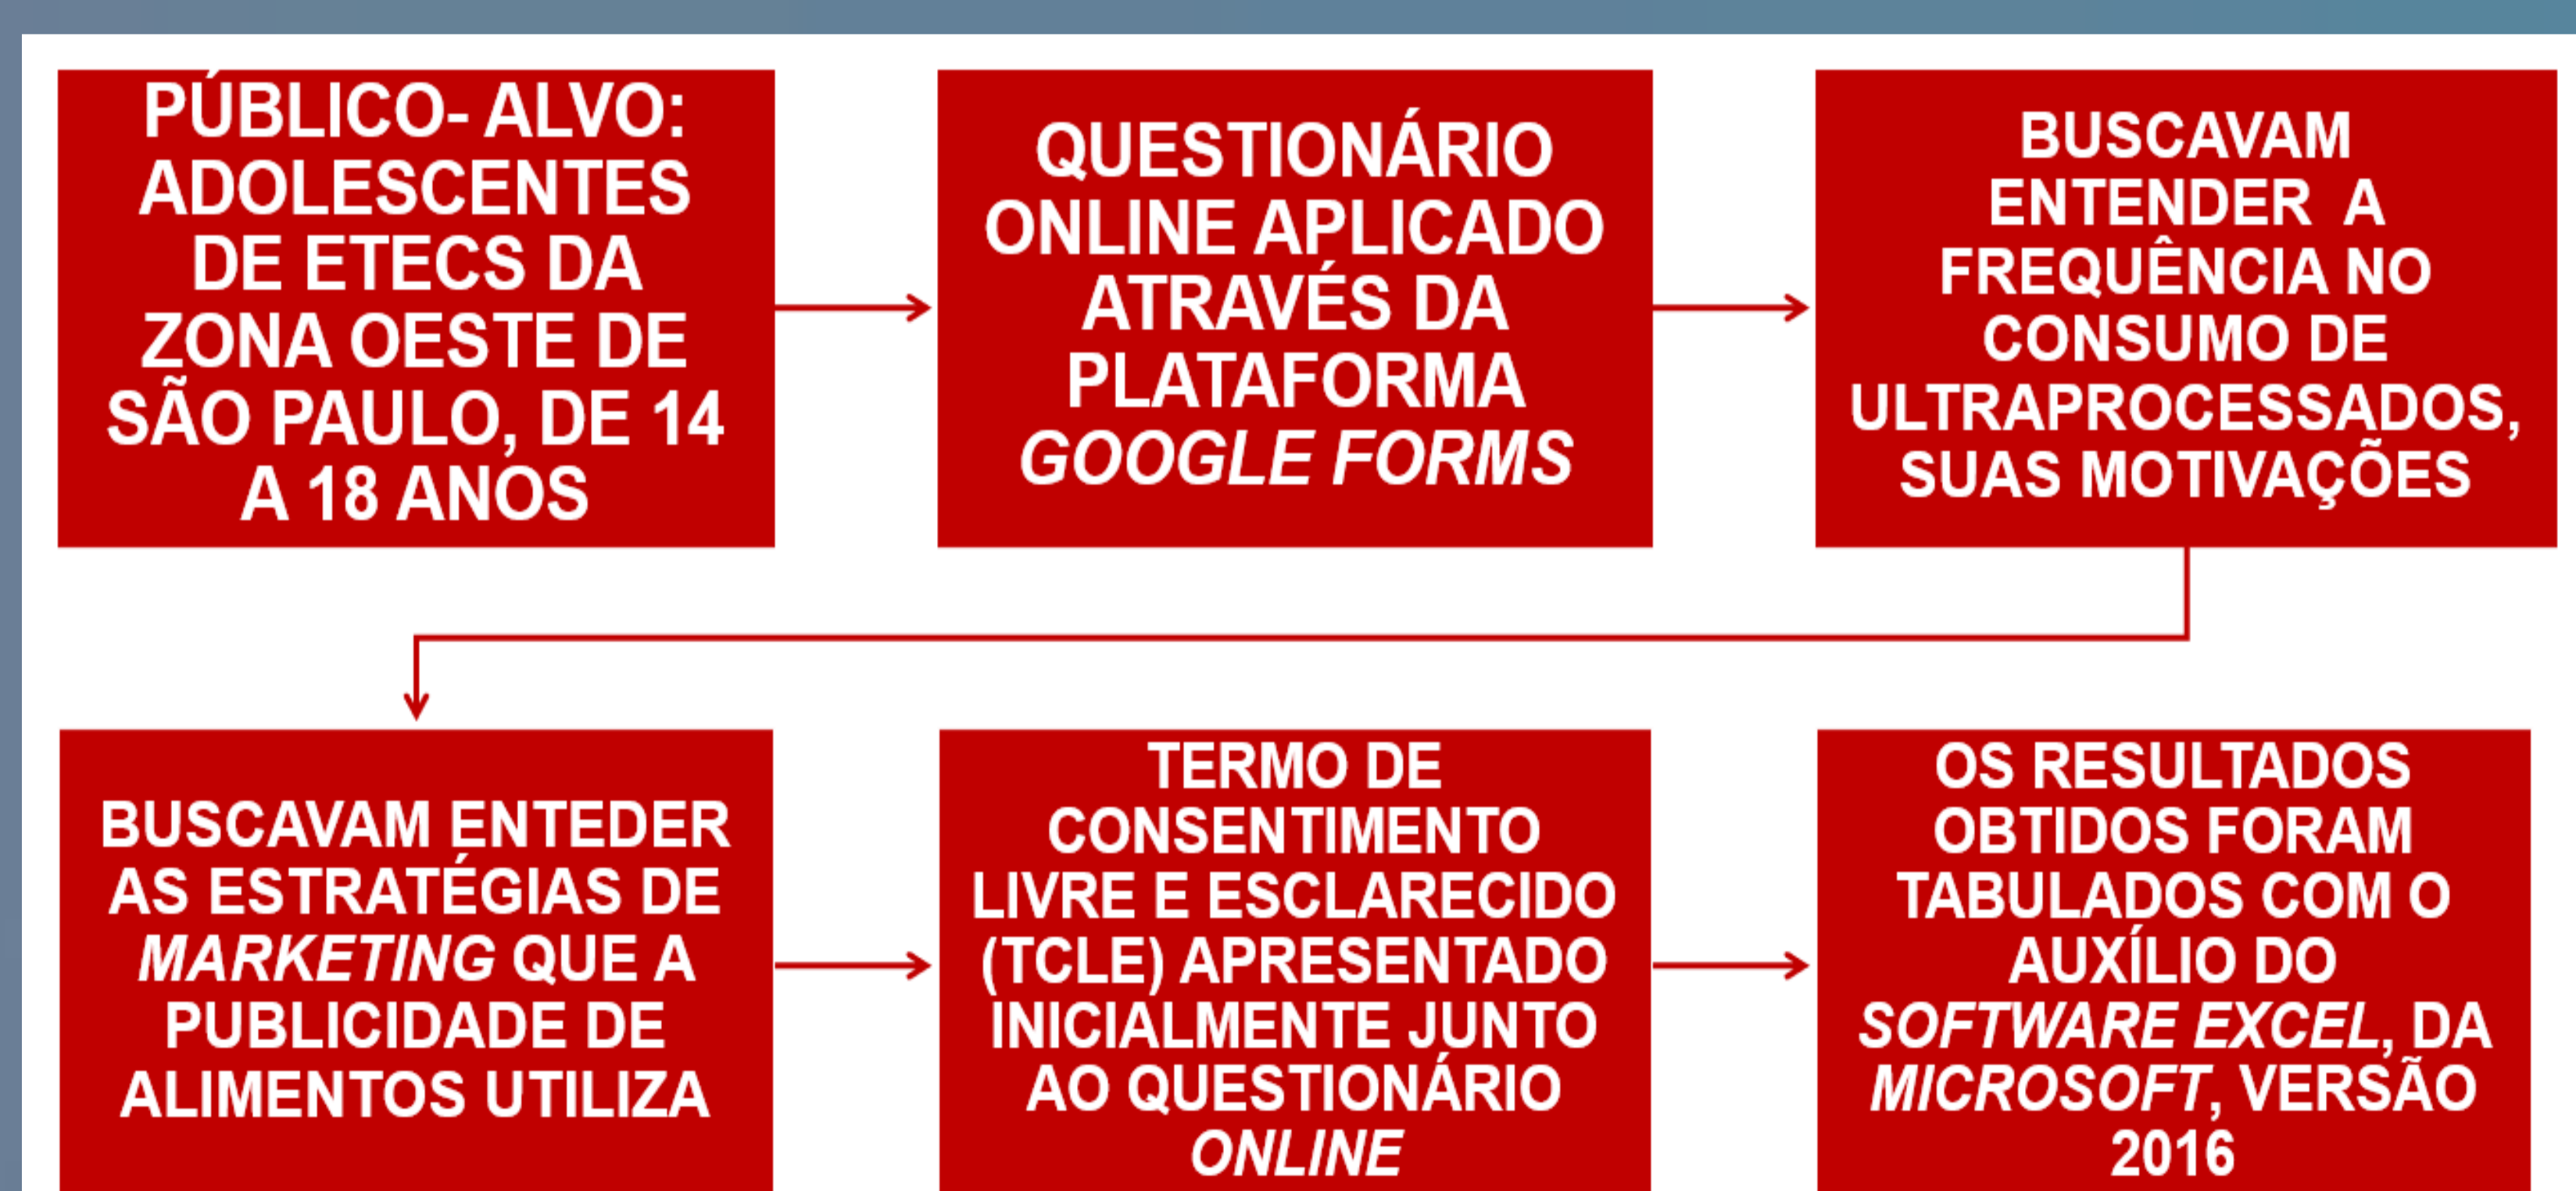 PÚBLICO- ALVO:
ADOLESCENTES
DE ETECS DA
ZONA OESTE DE
SÃO PAULO, DE 14
A 18 ANOS
QUESTIONÁRIO
ONLINE APLICADO
ATRAVÉS DA
PLATAFORMA
GOOGLE FORMS
BUSCAVAM
ENTENDER A
FREQUÊNCIA NO
CONSUMO DE
ULTRAPROCESSADOS,
SUAS MOTIVAÇÕES
BUSCAVAM ENTEDER
AS ESTRATÉGIAS DE
MARKETING QUE A
PUBLICIDADE DE
ALIMENTOS UTILIZA
TERMO DE
CONSENTIMENTO
LIVRE E ESCLARECIDO
(TCLE) APRESENTADO
INICIALMENTE JUNTO
AO QUESTIONÁRIO
ONLINE
OS RESULTADOS
OBTIDOS FORAM
TABULADOS COM O
AUXÍLIO DO
SOFTWARE EXCEL, DA
MICROSOFT, VERSÃO
2016